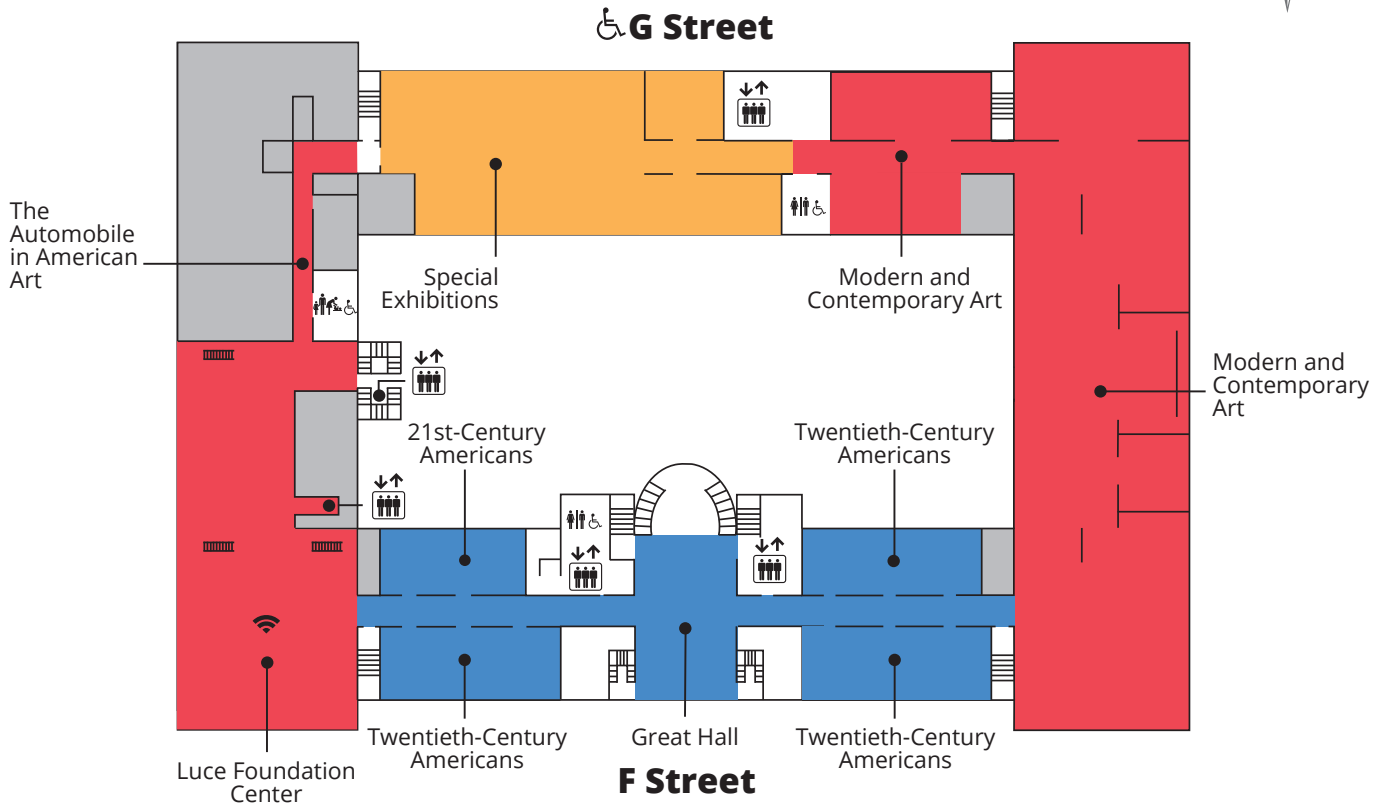 G Street
The
Automobile
in American
Art
Special
Exhibitions
Modern and
Contemporary Art
Modern and
Contemporary
Art
21st-Century
Americans
Twentieth-Century
Americans
Twentieth-Century
Americans
Great Hall
Twentieth-Century
Americans
Luce Foundation
Center
F Street